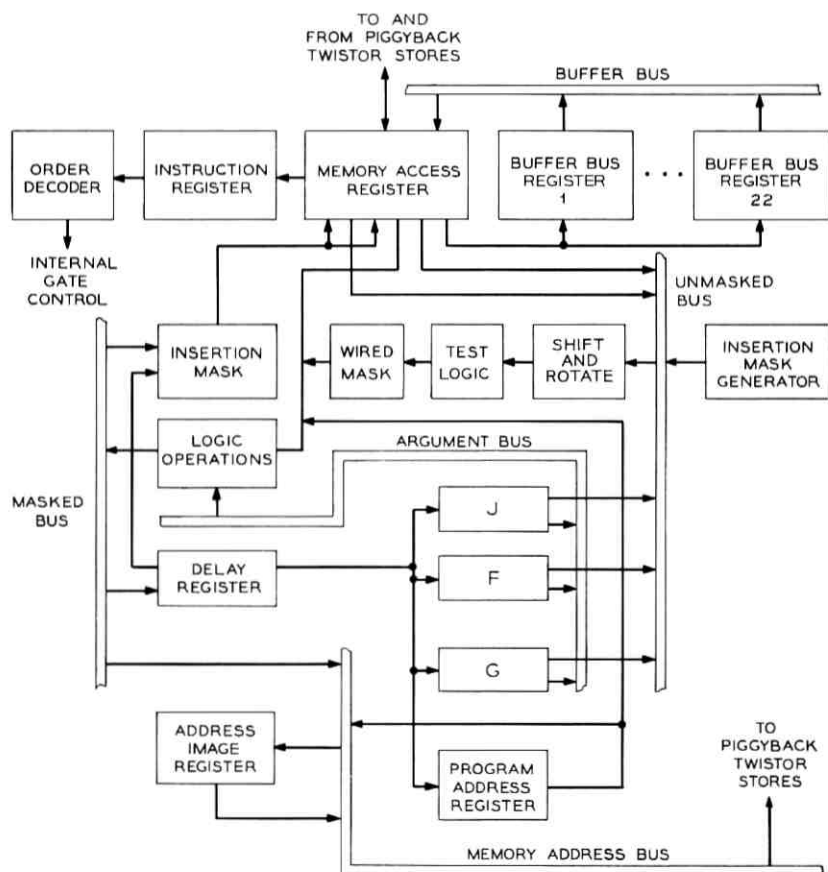 TO AND
FROM PIGGYBACK
TWISTOR STORES
BUFFER BUS
ORDER
DECODER
INSTRUCTION
REGISTER
MEMORY ACCESS
REGISTER
BUFFER BUS
REGISTER
1
. . .
BUFFER BUS
REGISTER
22
INTERNAL
GATE
CONTROL
UNMASKED
BUS
INSERTION
MASK
WIRED
MASK
TEST
LOGIC
SHIFT
AND
ROTATE
INSERTION
MASK
GENERATOR
LOGIC
OPERATIONS
ARGUMENT BUS
MASKED
BUS
J
DELAY
REGISTER
F
G
ADDRESS
IMAGE
REGISTER
PROGRAM
ADDRESS
REGISTER
TO
PIGGYBACK
TWISTOR
STORES
MEMORY ADDRESS BUS